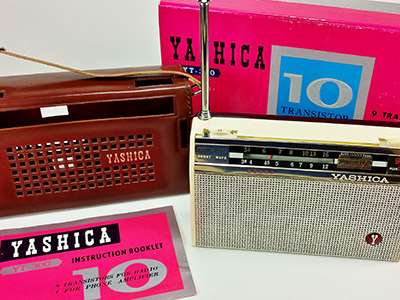 YASHICA
YT-300
10
TRANSISTOR
9 TRAN
YASHICA
SHORT WAVE
YASHICA
Y
YASHICA
YT-300
INSTRUCTION BOOKLET
10
9 TRANSISTORS FOR RADIO
1 FOR PHONE AMPLIFIER